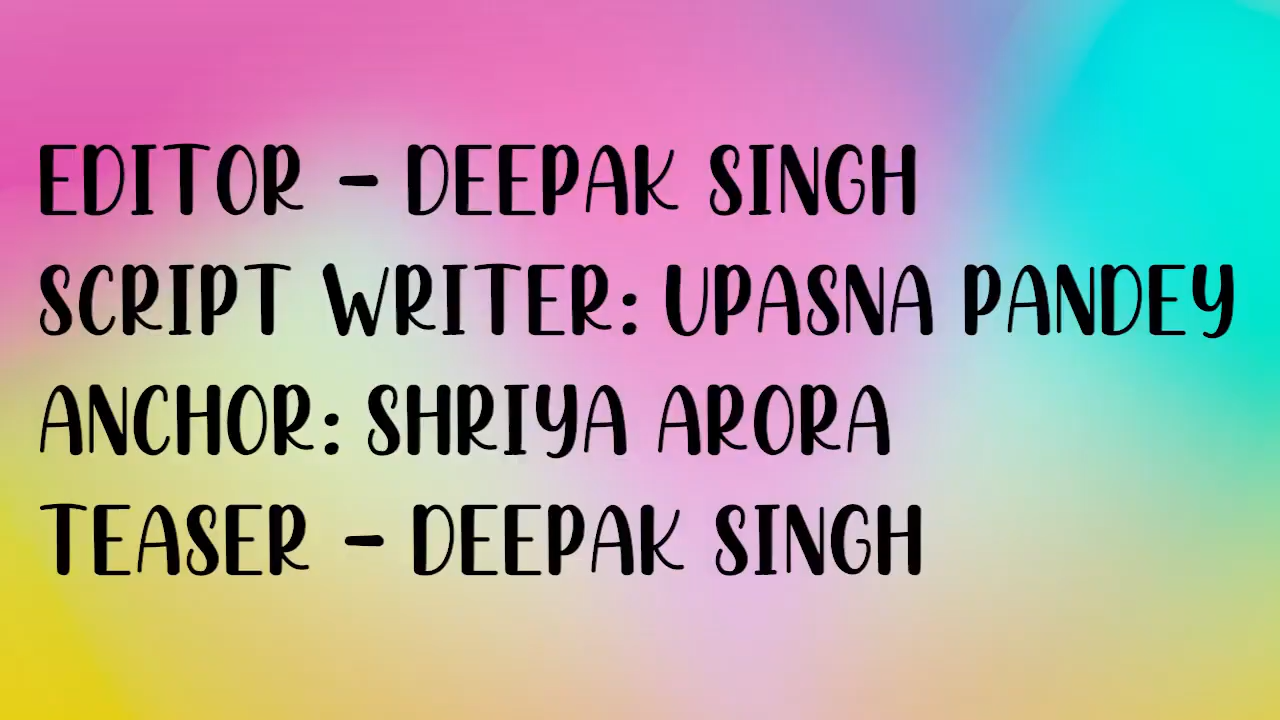 EDITOR - DEEPAK SINGH
SCRIPT WRITER: UPASNA PANDEY
ANCHOR: SHRIYA ARORA
TEASER - DEEPAK SINGH